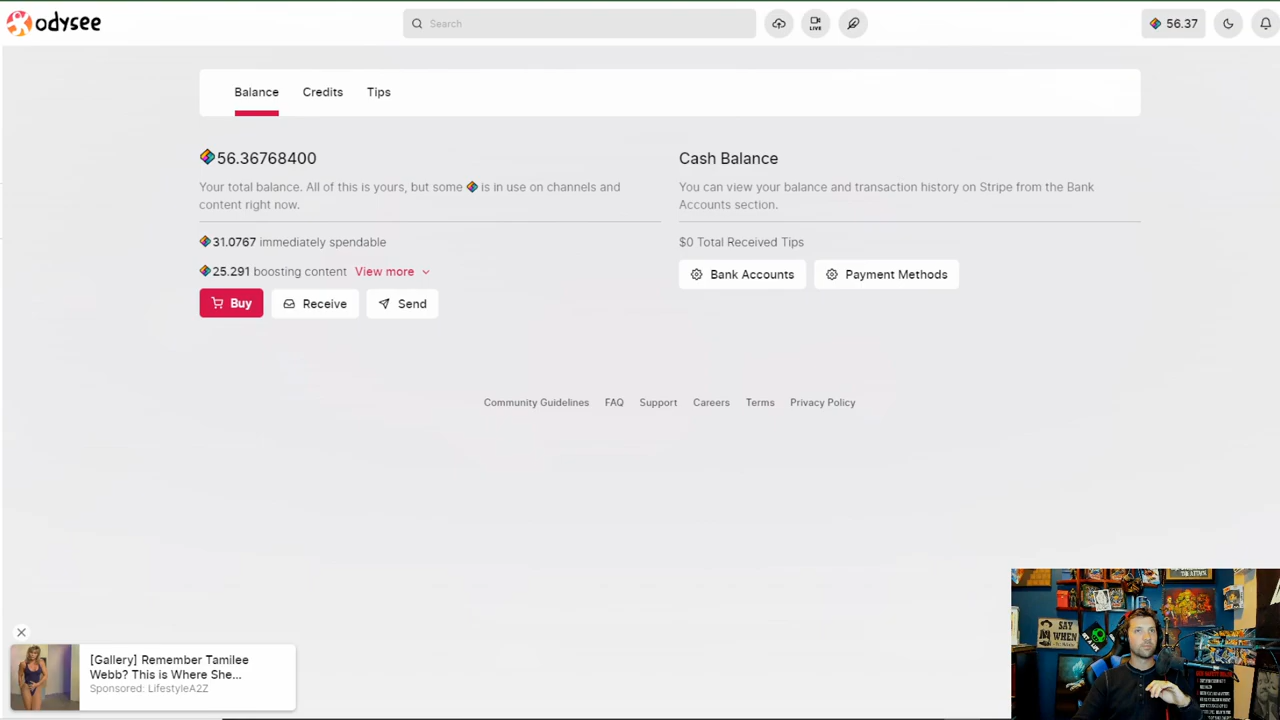 odysee
Search
LIVE
56.37
Balance
Credits
Tips
56.36768400
Your total balance. All of this is yours, but some is in use on channels and
content right now.
31.0767 immediately spendable
25.291 boosting content View more
Buy
Receive
Send
Cash Balance
You can view your balance and transaction history on Stripe from the Bank
Accounts section.
$0 Total Received Tips
Bank Accounts
Payment Methods
Community Guidelines
FAQ
Support
Careers
Terms
Privacy Policy
[Gallery] Remember Tamilee
Webb? This is Where She...
Sponsored: LifestyleA2Z
SAY
WHEN